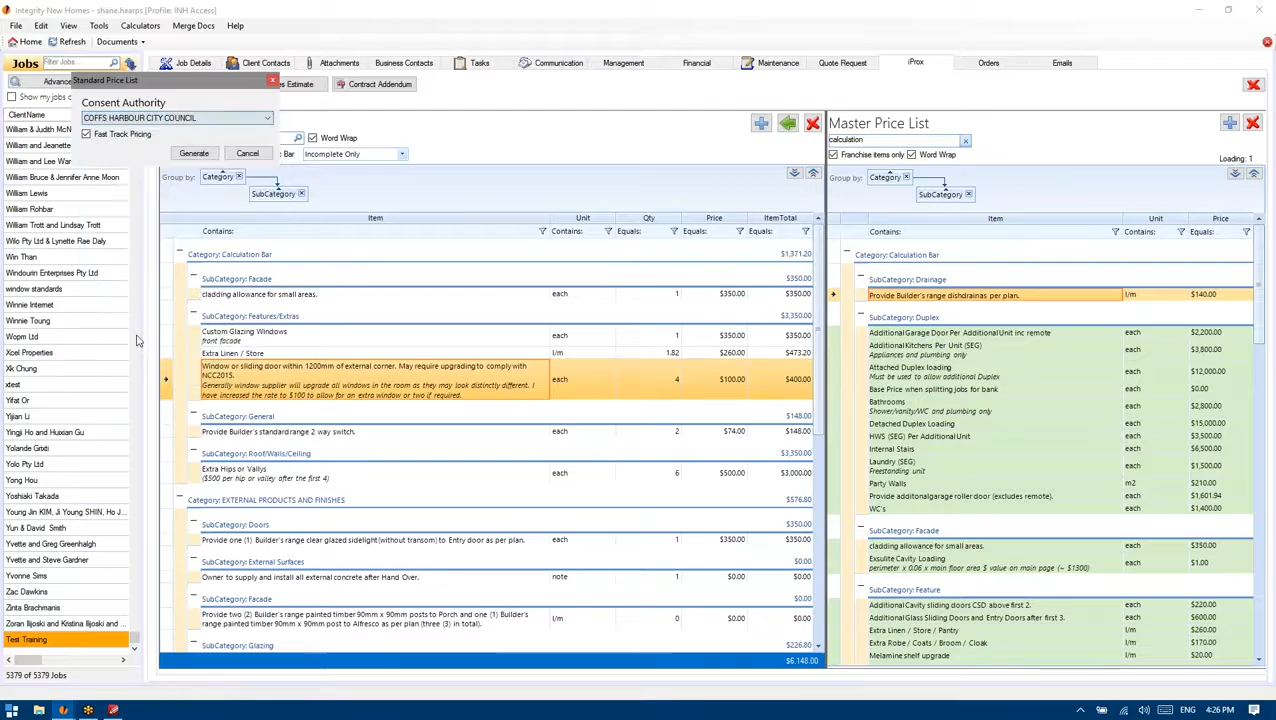 Integrity New Homes - shane.hearps [Profile: INH Access]
File Edit View Tools Calculators Merge Docs Help
Home Refresh Documents
Jobs Filter Jobs
Job Details Client Contacts Attachments Business Contacts Tasks Communication Management Financial Maintenance Quote Request iProx Orders Emails
Standard Price List
Advance
s Estimate Contract Addendum
Show my jobs o
Consent Authority
COFFS HARBOUR CITY COUNCIL
Fast Track Pricing
Generate Cancel
ClientName
William & Judith McN
William and Jeanette
William and Lee War
William Bruce & Jennifer Anne Moon
William Lewis
William Rohbar
William Trott and Lindsay Trott
Wilo Pty Ltd & Lynette Rae Daly
Win Than
Windourin Enterprises Pty Ltd
window standards
Winnie Internet
Winnie Toung
Wopm Ltd
Xcel Properties
Xk Chung
xtest
Yifat Or
Yijian Li
Yingji Ho and Huixian Gu
Yolande Grixti
Yolo Pty Ltd
Yong Hou
Yoshiaki Takada
Young Jin KIM, Ji Young SHIN, Ho J...
Yun & David Smith
Yvette and Greg Greenhalgh
Yvette and Steve Gardner
Yvonne Sims
Zac Dawkins
Zinta Brachmanis
Zoran Ilijoski and Kristina Ilijoski and ...
Test Training
5379 of 5379 Jobs
Word Wrap
Bar Incomplete Only
Group by: Category
SubCategory
Item Unit Qty Price ItemTotal
Contains: Contains: Equals: Equals: Equals:
Category: Calculation Bar $1,371.20
SubCategory: Facade $350.00
cladding allowance for small areas. each 1 $350.00 $350.00
SubCategory: Features/Extras $3,350.00
Custom Glazing Windows
front facade
each 1 $350.00 $350.00
Extra Linen / Store l/m 1.82 $260.00 $473.20
Window or sliding door within 1200mm of external corner. May require upgrading to comply with
NCC2015.
Generally window supplier will upgrade all windows in the room as they may look distinctly different. I
have increased the rate to $100 to allow for an extra window or two if required.
each 4 $100.00 $400.00
SubCategory: General $148.00
Provide Builder's standard range 2 way switch. each 2 $74.00 $148.00
SubCategory: Roof/Walls/Ceiling $3,350.00
Extra Hips or Vallys
($500 per hip or valley after the first 4)
each 6 $500.00 $3,000.00
Category: EXTERNAL PRODUCTS AND FINISHES $576.80
SubCategory: Doors $350.00
Provide one (1) Builder's range clear glazed sidelight (without transom) to Entry door as per plan. each 1 $350.00 $350.00
SubCategory: External Surfaces $0.00
Owner to supply and install all external concrete after Hand Over. note 1 $0.00 $0.00
SubCategory: Facade $0.00
Provide two (2) Builder's range painted timber 90mm x 90mm posts to Porch and one (1) Builder's
range painted timber 90mm x 90mm post to Alfresco as per plan (three (3) in total).
l/m 0 $0.00 $0.00
SubCategory: Glazing $226.80
$6,148.00
Master Price List
calculation
Franchise items only Word Wrap
Loading: 1
Group by: Category
SubCategory
Item Unit Price
Contains: Contains: Equals:
Category: Calculation Bar
SubCategory: Drainage
Provide Builder's range dishdrainas per plan. l/m $140.00
SubCategory: Duplex
Additional Garage Door Per Additional Unit inc remote each $2,200.00
Additional Kitchens Per Unit (SEG)
Appliances and plumbing only
each $3,800.00
Attached Duplex loading
Must be used to allow additional Duplex
each $12,000.00
Base Price when splitting jobs for bank each $0.00
Bathrooms
Shower/vanity/WC and plumbing only
each $2,800.00
Detached Duplex Loading each $15,000.00
HWS (SEG) Per Additional Unit each $3,500.00
Internal Stairs each $6,500.00
Laundry (SEG)
Freestanding unit
each $1,500.00
Party Walls m2 $210.00
Provide additonal garage roller door (excludes remote). each $1,601.94
WC's each $1,400.00
SubCategory: Facade
cladding allowance for small areas. each $350.00
Exsulite Cavity Loading
perimeter x 0.06 x main floor area $ value on main page (~ $1300)
each $1.00
SubCategory: Feature
Additional Cavity sliding doors CSD above first 2. each $220.00
Additional Glass Sliding Doors and Entry Doors after first 3. each $600.00
Extra Linen / Store / Pantry l/m $260.00
Extra Robes / Broom / Cloak l/m $170.00
Melamine shelf upgrade l/m $20.00
ENG 4:26 PM